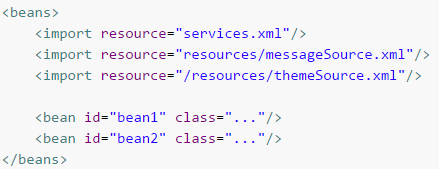 <beans>
    <import resource="services.xml"/>
    <import resource="resources/messageSource.xml"/>
    <import resource="/resources/themeSource.xml"/>

    <bean id="bean1" class="..."/>
    <bean id="bean2" class="..."/>
</beans>